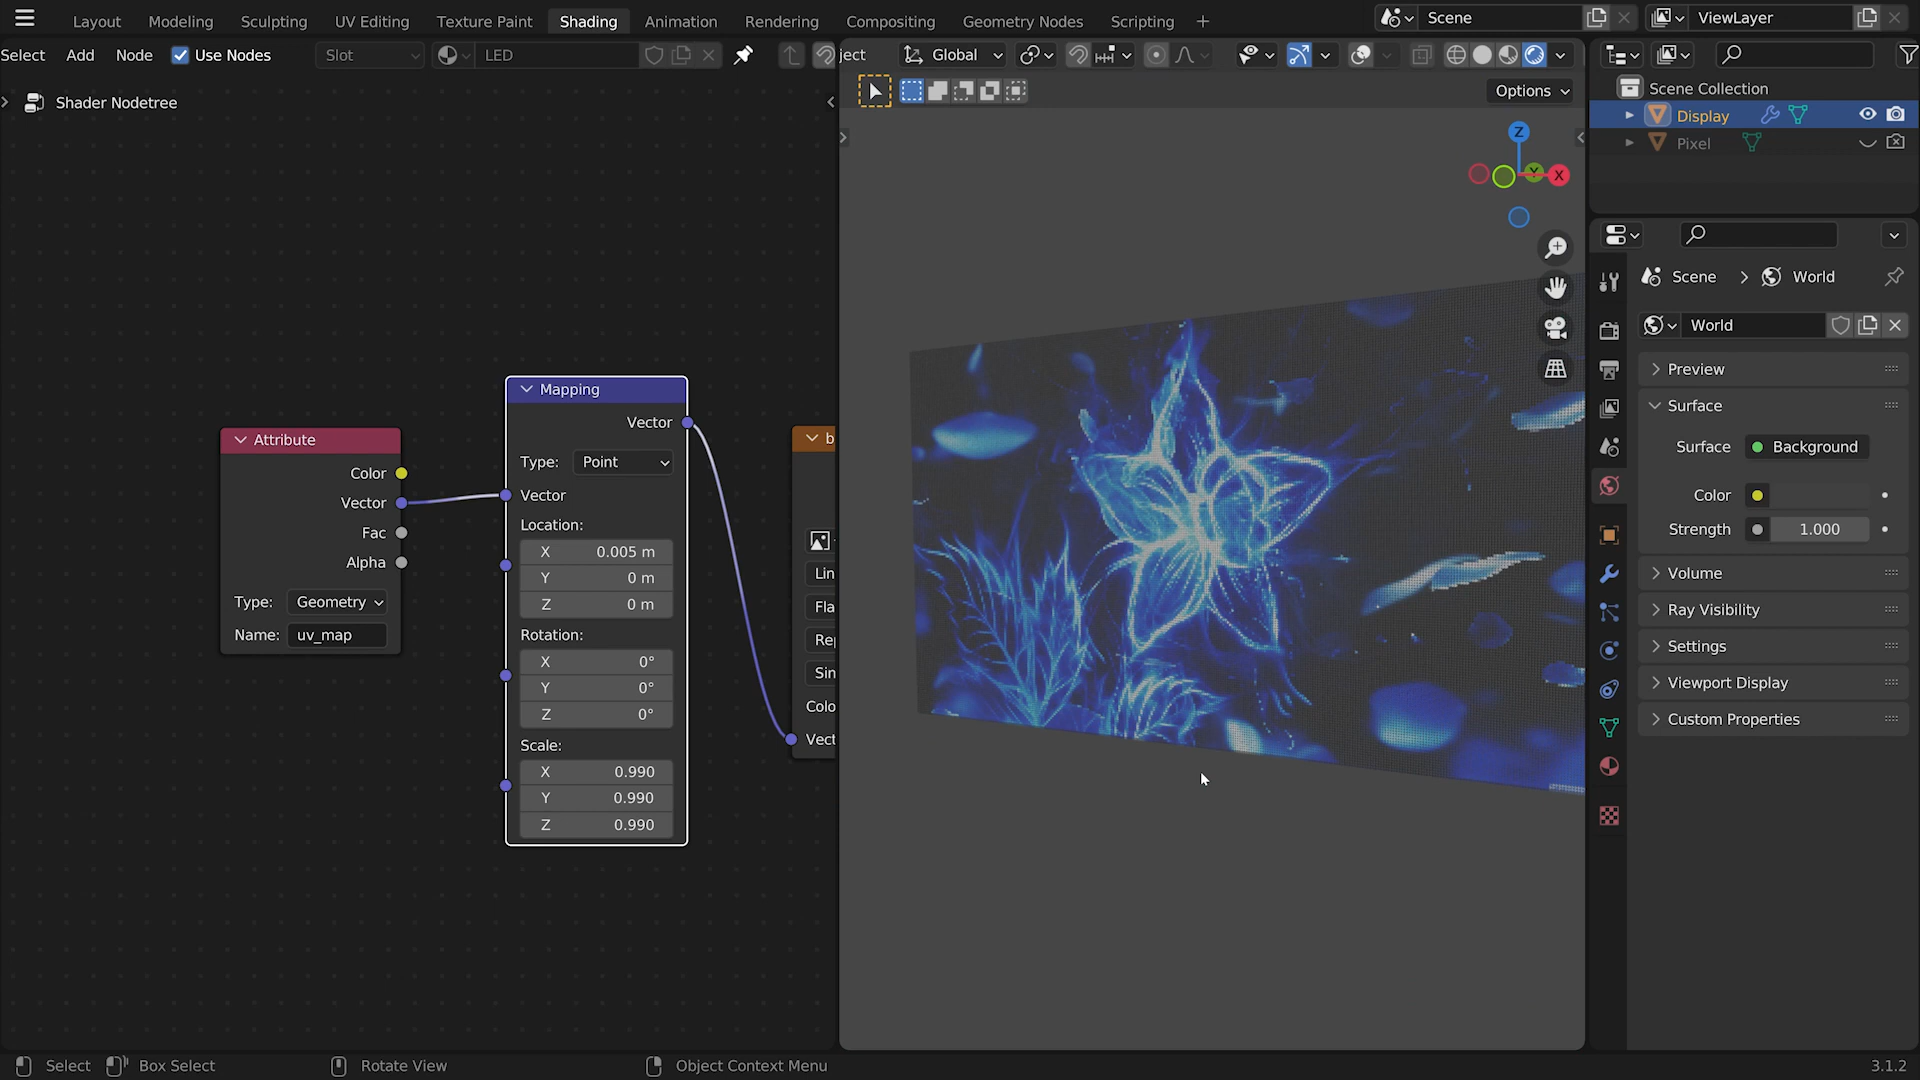 Layout Modeling Sculpting UV Editing Texture Paint Shading Animation Rendering Compositing Geometry Nodes Scripting +
Scene
ViewLayer
Select Add Node Use Nodes Slot LED
ject Global
Options
Shader Nodetree
Scene Collection
Display
Pixel
Z
Y
X
Scene > World
World
Preview
Surface
Surface Background
Color
Strength 1.000
Volume
Ray Visibility
Settings
Viewport Display
Custom Properties
Attribute
Color
Vector
Fac
Alpha
Type: Geometry
Name: uv_map
Mapping
Vector
Type: Point
Vector
Location:
X 0.005 m
Y 0 m
Z 0 m
Rotation:
X 0°
Y 0°
Z 0°
Scale:
X 0.990
Y 0.990
Z 0.990
b
Lin
Fla
Rep
Sin
Colo
Vect
Select Box Select Rotate View Object Context Menu 3.1.2